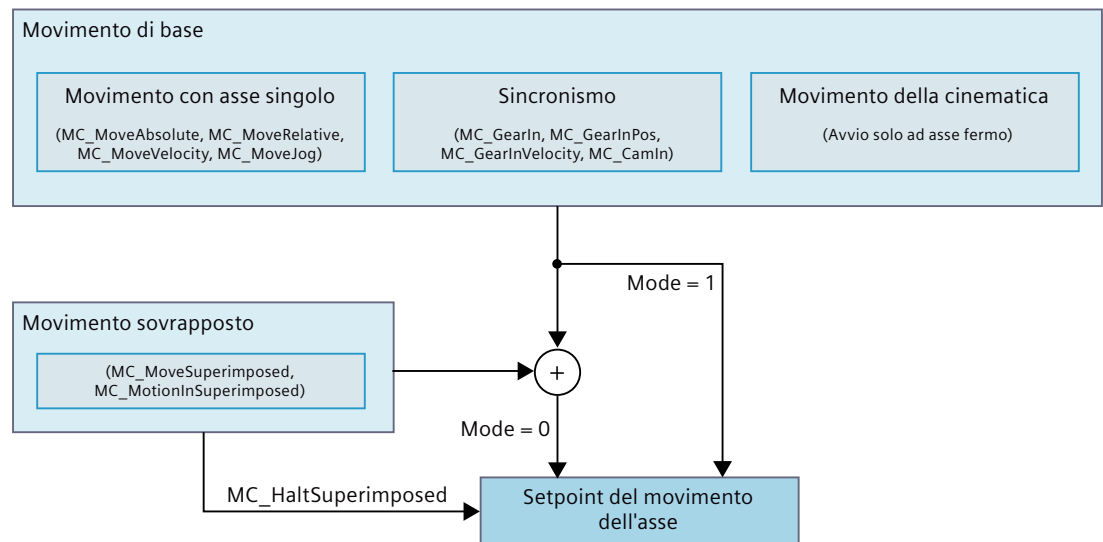 Movimento di base
Movimento con asse singolo
(MC_MoveAbsolute, MC_MoveRelative,
MC_MoveVelocity, MC_MoveJog)
Sincronismo
(MC_GearIn, MC_GearInPos,
MC_GearInVelocity, MC_CamIn)
Movimento della cinematica
(Avvio solo ad asse fermo)
Mode = 1
Movimento sovrapposto
(MC_MoveSuperimposed,
MC_MotionInSuperimposed)
+
Mode = 0
MC_HaltSuperimposed
Setpoint del movimento
dell'asse